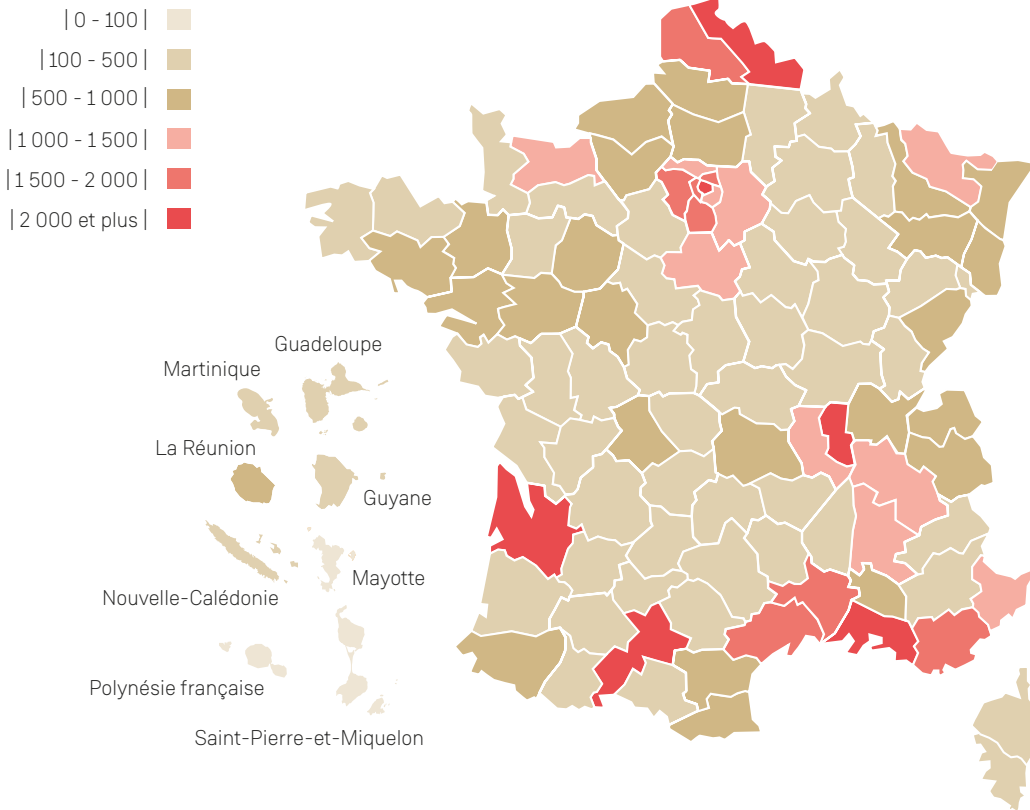 | 0 - 100 |
| 100 - 500 |
| 500 - 1 000 |
| 1 000 - 1 500 |
| 1 500 - 2 000 |
| 2 000 et plus |
Guadeloupe
Martinique
La Réunion
Guyane
Mayotte
Nouvelle-Calédonie
Polynésie française
Saint-Pierre-et-Miquelon